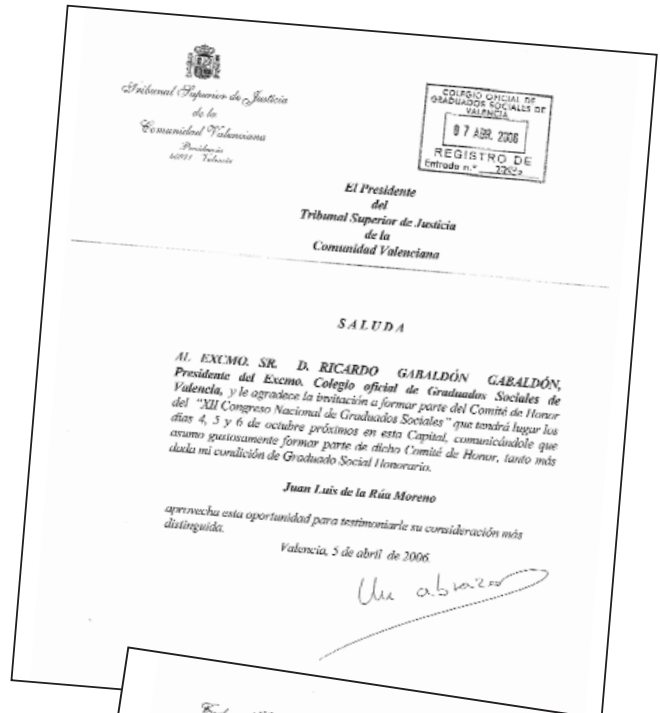 Tribunal Superior de Justicia
de la
Comunidad Valenciana
Presidencia
Valencia
COLEGIO OFICIAL DE
GRADUADOS SOCIALES DE
VALENCIA
0 7 ABR. 2006
REGISTRO DE
Entrada n.º
El Presidente
del
Tribunal Superior de Justicia
de la
Comunidad Valenciana
SALUDA
AL EXCMO. SR. D. RICARDO GABALDÓN GABALDÓN,
Presidente del Excmo. Colegio oficial de Graduados Sociales de
Valencia, y le agradece la invitación a formar parte del Comité de Honor
del "XII Congreso Nacional de Graduados Sociales" que tendrá lugar los
días 4, 5 y 6 de octubre próximos en esta Capital, comunicándole que
asumo gustosamente formar parte de dicho Comité de Honor, tanto más
dada mi condición de Graduado Social Honorario.
Juan Luis de la Rúa Moreno
aprovecha esta oportunidad para testimoniarle su consideración más
distinguida.
Valencia, 5 de abril de 2006.
Un abrazo